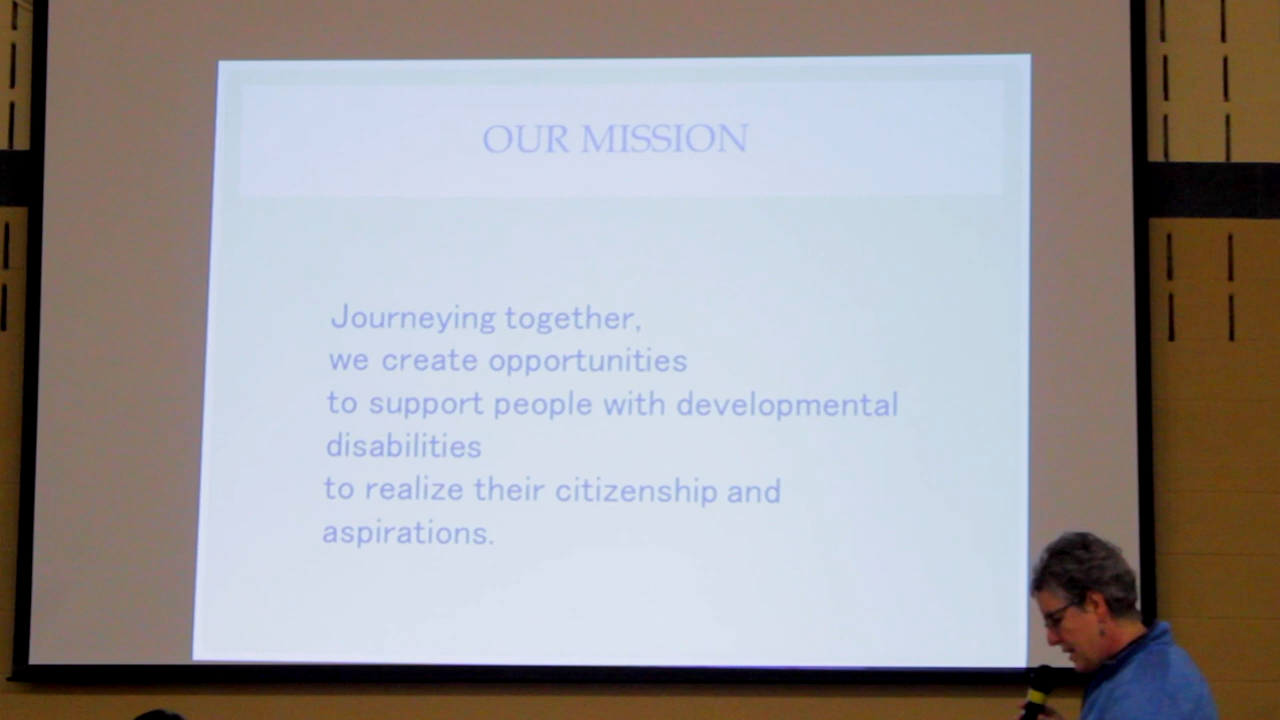 OUR MISSION
Journeying together,
we create opportunities
to support people with developmental
disabilities
to realize their citizenship and
aspirations.